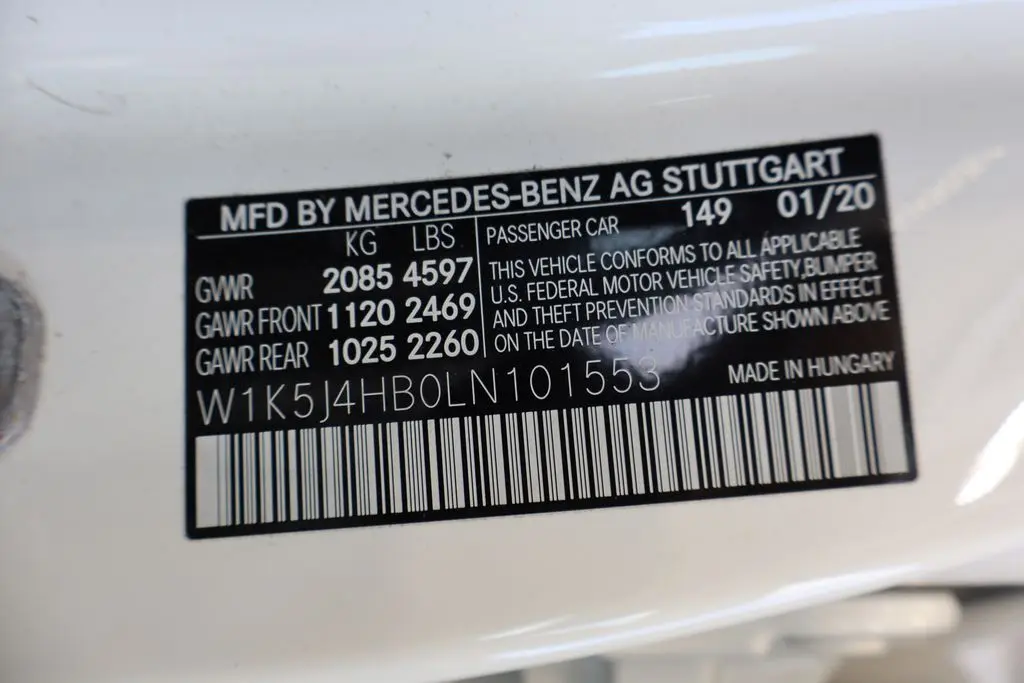 MFD BY MERCEDES-BENZ AG STUTTGART
KG LBS
GVWR 2085 4597
GAWR FRONT 1120 2469
GAWR REAR 1025 2260
PASSENGER CAR 149 01/20
THIS VEHICLE CONFORMS TO ALL APPLICABLE
U.S. FEDERAL MOTOR VEHICLE SAFETY,BUMPER
AND THEFT PREVENTION STANDARDS IN EFFECT
ON THE DATE OF MANUFACTURE SHOWN ABOVE
W1K5J4HB0LN101553
MADE IN HUNGARY